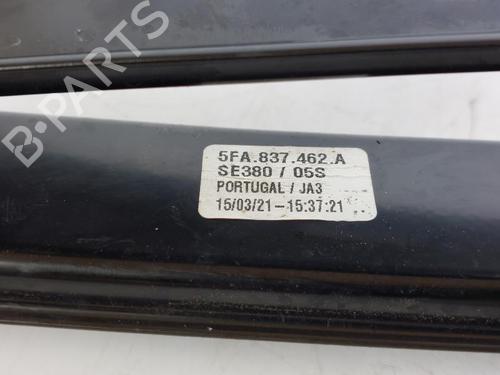 B-PARTS
5FA.837.462.A
SE380 / 05S
PORTUGAL / JA3
15/03/21-15:37:21